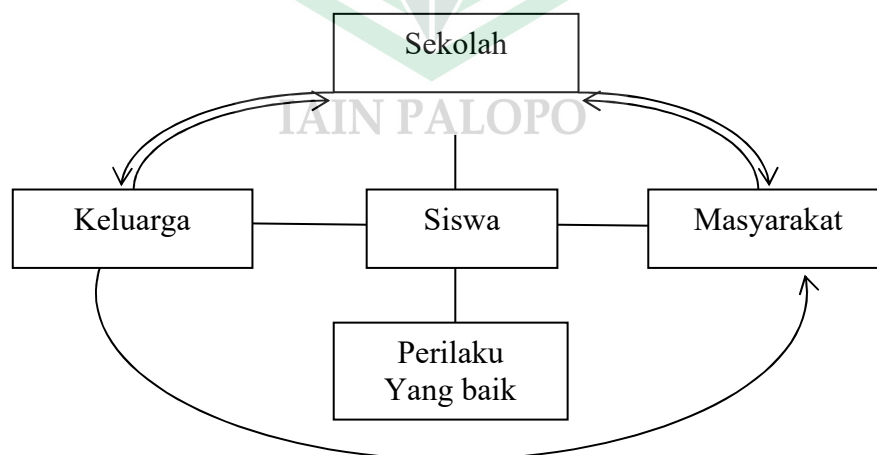 Sekolah
IAIN PALOPO
Keluarga
Siswa
Masyarakat
Perilaku
Yang baik